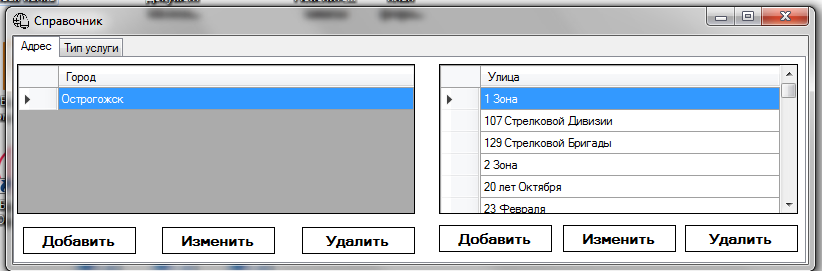 Справочник
Адрес Тип услуги
Город
Острогожск
Улица
1 Зона
107 Стрелковой Дивизии
129 Стрелковой Бригады
2 Зона
20 лет Октября
23 Февраля
Добавить Изменить Удалить
Добавить Изменить Удалить